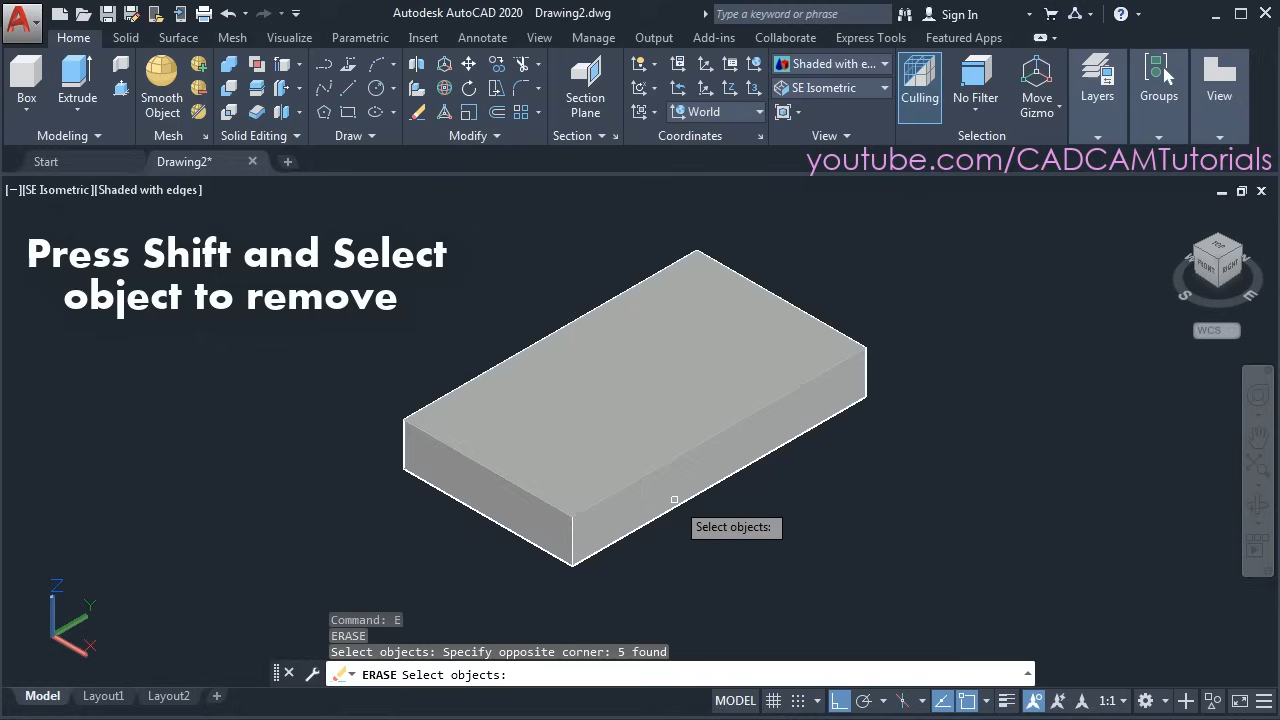 Autodesk AutoCAD 2020 Drawing2.dwg
Type a keyword or phrase
Sign In
Home Solid Surface Mesh Visualize Parametric Insert Annotate View Manage Output Add-ins Collaborate Express Tools Featured Apps
Box
Extrude
Smooth
Object
Section
Plane
World
Shaded with e...
SE Isometric
Culling
No Filter
Move
Gizmo
Layers
Groups
View
Modeling
Mesh
Solid Editing
Draw
Modify
Section
Coordinates
View
Selection
Start
Drawing2*
youtube.com/CADCAMTutorials
[−][SE Isometric][Shaded with edges]
Press Shift and Select
object to remove
TOP
FRONT
RIGHT
W
N
S
E
WCS
Select objects:
Z
Y
X
Command: E
ERASE
Select objects: Specify opposite corner: 5 found
ERASE Select objects:
Model Layout1 Layout2
MODEL
1:1